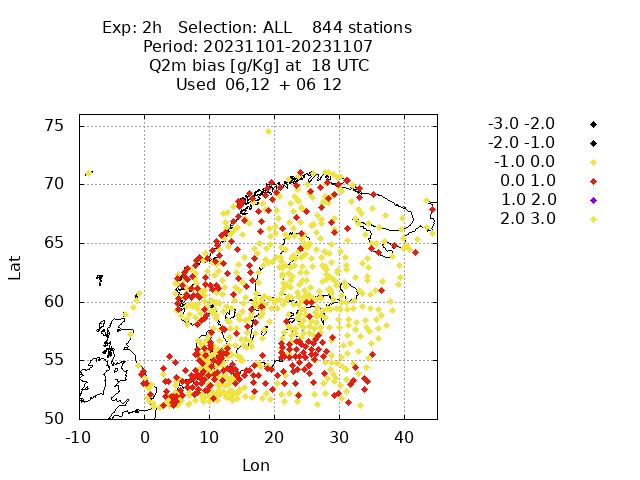 Exp: 2h   Selection: ALL    844 stations
Period: 20231101-20231107
Q2m bias [g/Kg] at  18 UTC
Used  06,12  + 06 12
-3.0 -2.0
-2.0 -1.0
-1.0 0.0
0.0 1.0
1.0 2.0
2.0 3.0
75
70
65
60
55
50
Lat
-10 0 10 20 30 40
Lon